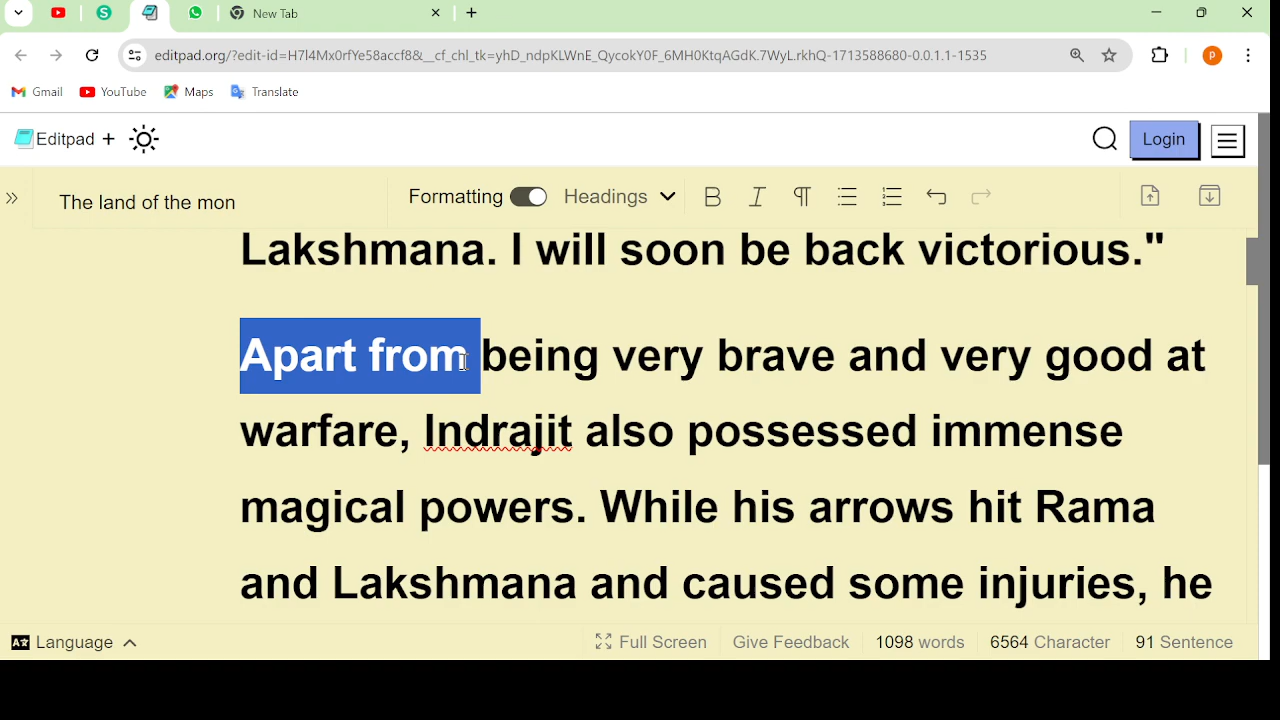 New Tab
editpad.org/?edit-id=H7l4Mx0rfYe58accf8&__cf_chl_tk=yhD_ndpKLWnE_QycokY0F_6MH0KtqAGdK.7WyL.rkhQ-1713588680-0.0.1.1-1535
P
Gmail YouTube Maps Translate
Editpad + Login
The land of the mon Formatting Headings B I
Lakshmana. I will soon be back victorious."
Apart from being very brave and very good at
warfare, Indrajit also possessed immense
magical powers. While his arrows hit Rama
and Lakshmana and caused some injuries, he
Language Full Screen Give Feedback 1098 words 6564 Character 91 Sentence